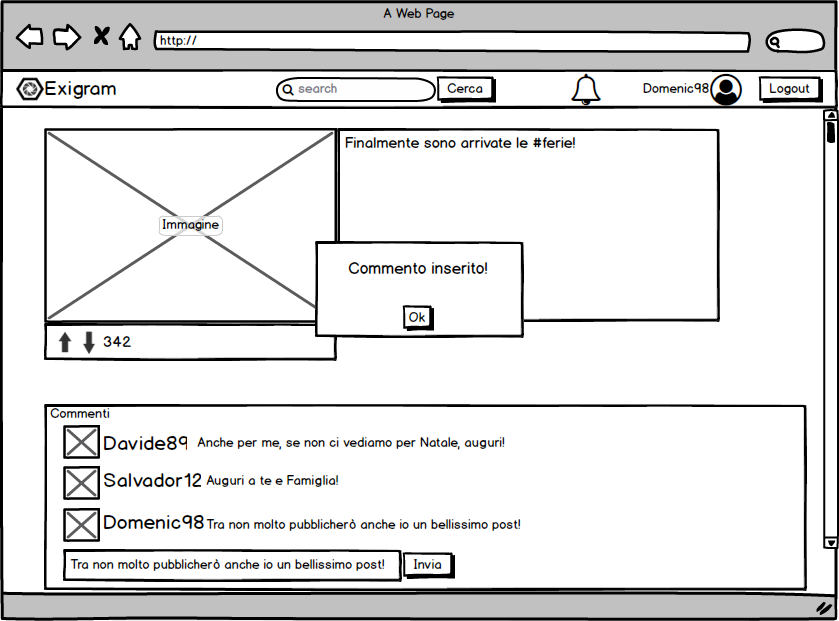 A Web Page
http://
Exigram
search
Cerca
Domenic98
Logout
Finalmente sono arrivate le #ferie!
Immagine
Commento inserito!
Ok
342
Commenti
Davide89 Anche per me, se non ci vediamo per Natale, auguri!
Salvador12 Auguri a te e Famiglia!
Domenic98 Tra non molto pubblicherò anche io un bellissimo post!
Tra non molto pubblicherò anche io un bellissimo post!
Invia